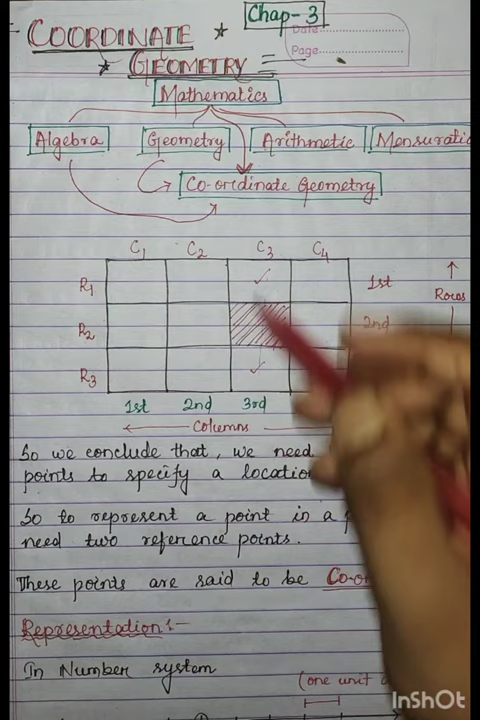 COORDINATE
GEOMETRY
Chap-3
Date
Page
Mathematics
Algebra
Geometry
Arithmetic
Co-ordinate Geometry
C1 C2 C3 C4
R1 1st
Rows
R2 2nd
R3
1st 2nd 3rd
Columns
So we conclude that, we need
points to specify a location
So to represent a point in a
need two reference points.
These points are said to be
Representation:-
In Number system
(one unit
InShOt